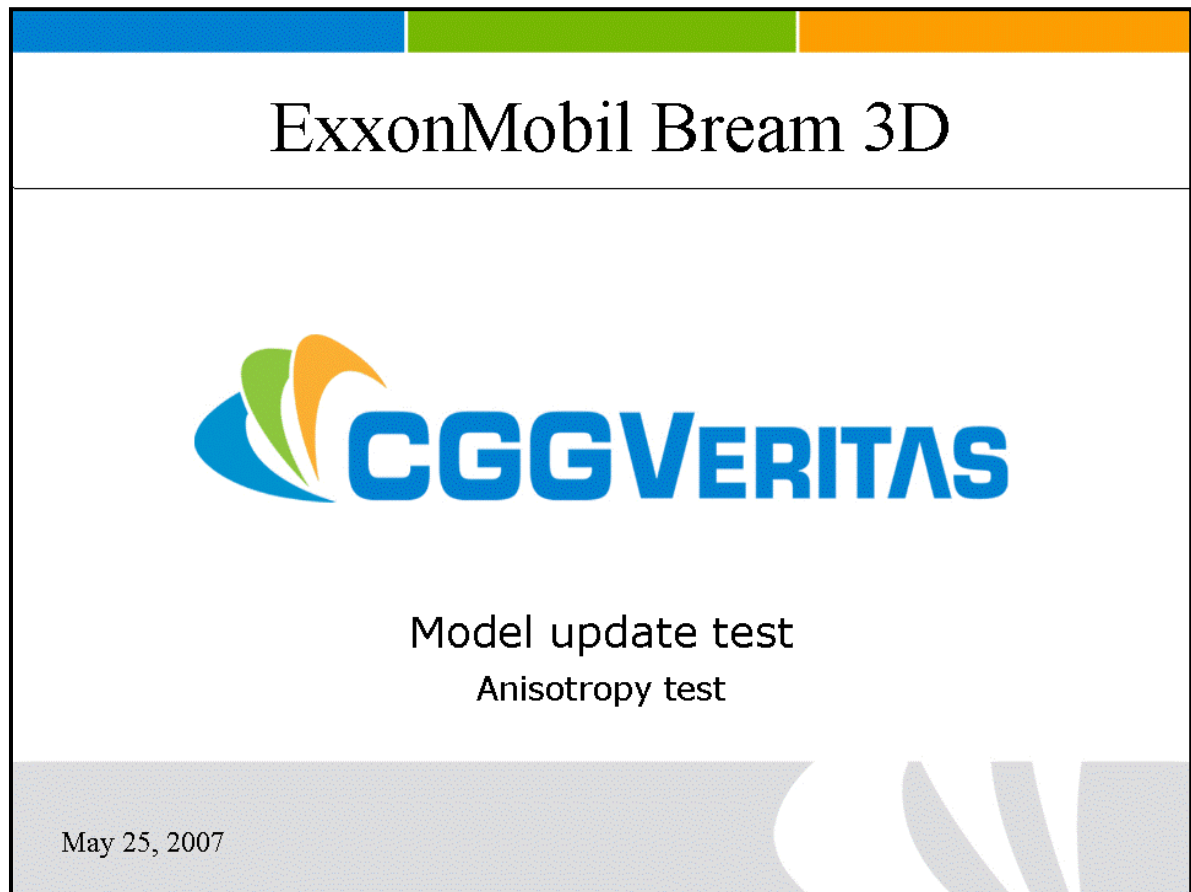 ExxonMobil Bream 3D
CGGVERITAS
Model update test
Anisotropy test
May 25, 2007